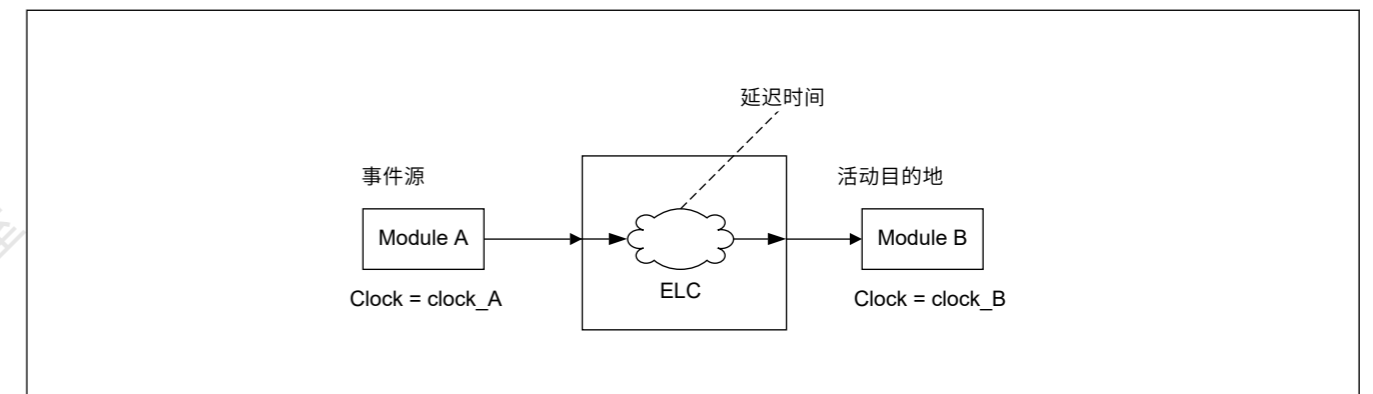 延迟时间
事件源
活动目的地
Module A
Module B
ELC
Clock = clock_A
Clock = clock_B